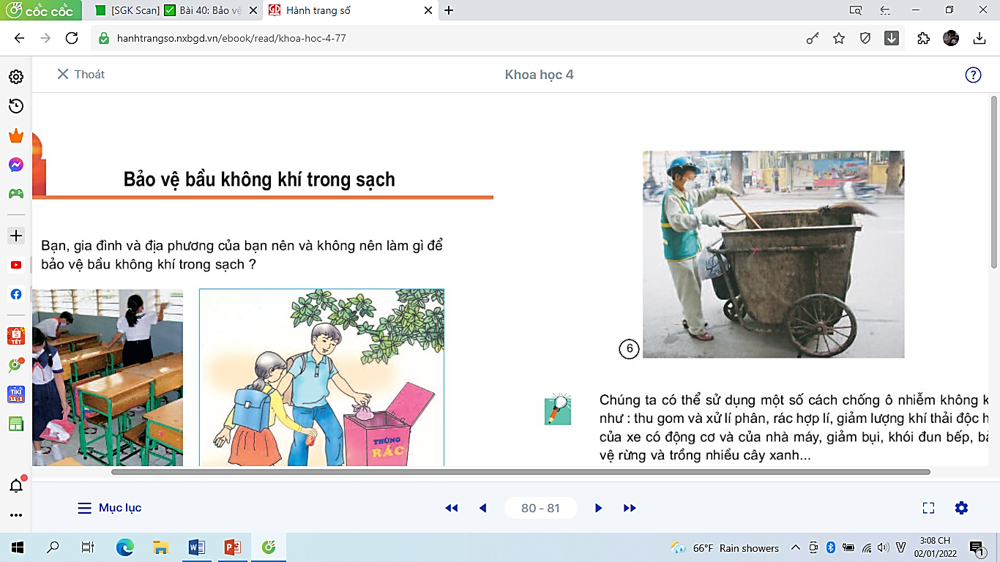 cốc cốc
[SGK Scan] ✅ Bài 40: Bảo vệ
Hành trang số
hanhtrangso.nxbgd.vn/ebook/read/khoa-hoc-4-77
Thoát
Khoa học 4
Bảo vệ bầu không khí trong sạch
Bạn, gia đình và địa phương của bạn nên và không nên làm gì để
bảo vệ bầu không khí trong sạch ?
THÙNG
RÁC
6
Chúng ta có thể sử dụng một số cách chống ô nhiễm không k
như : thu gom và xử lí phân, rác hợp lí, giảm lượng khí thải độc h
của xe có động cơ và của nhà máy, giảm bụi, khói đun bếp, bả
vệ rừng và trồng nhiều cây xanh...
TẾT
TIKI
Mục lục
80 - 81
66°F Rain showers
3:08 CH
02/01/2022
1